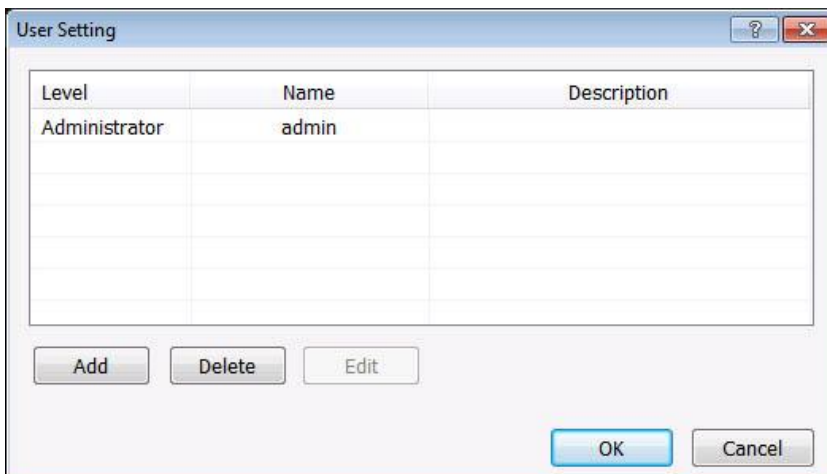 User Setting
Level Name Description
Administrator admin
Add Delete Edit
OK Cancel